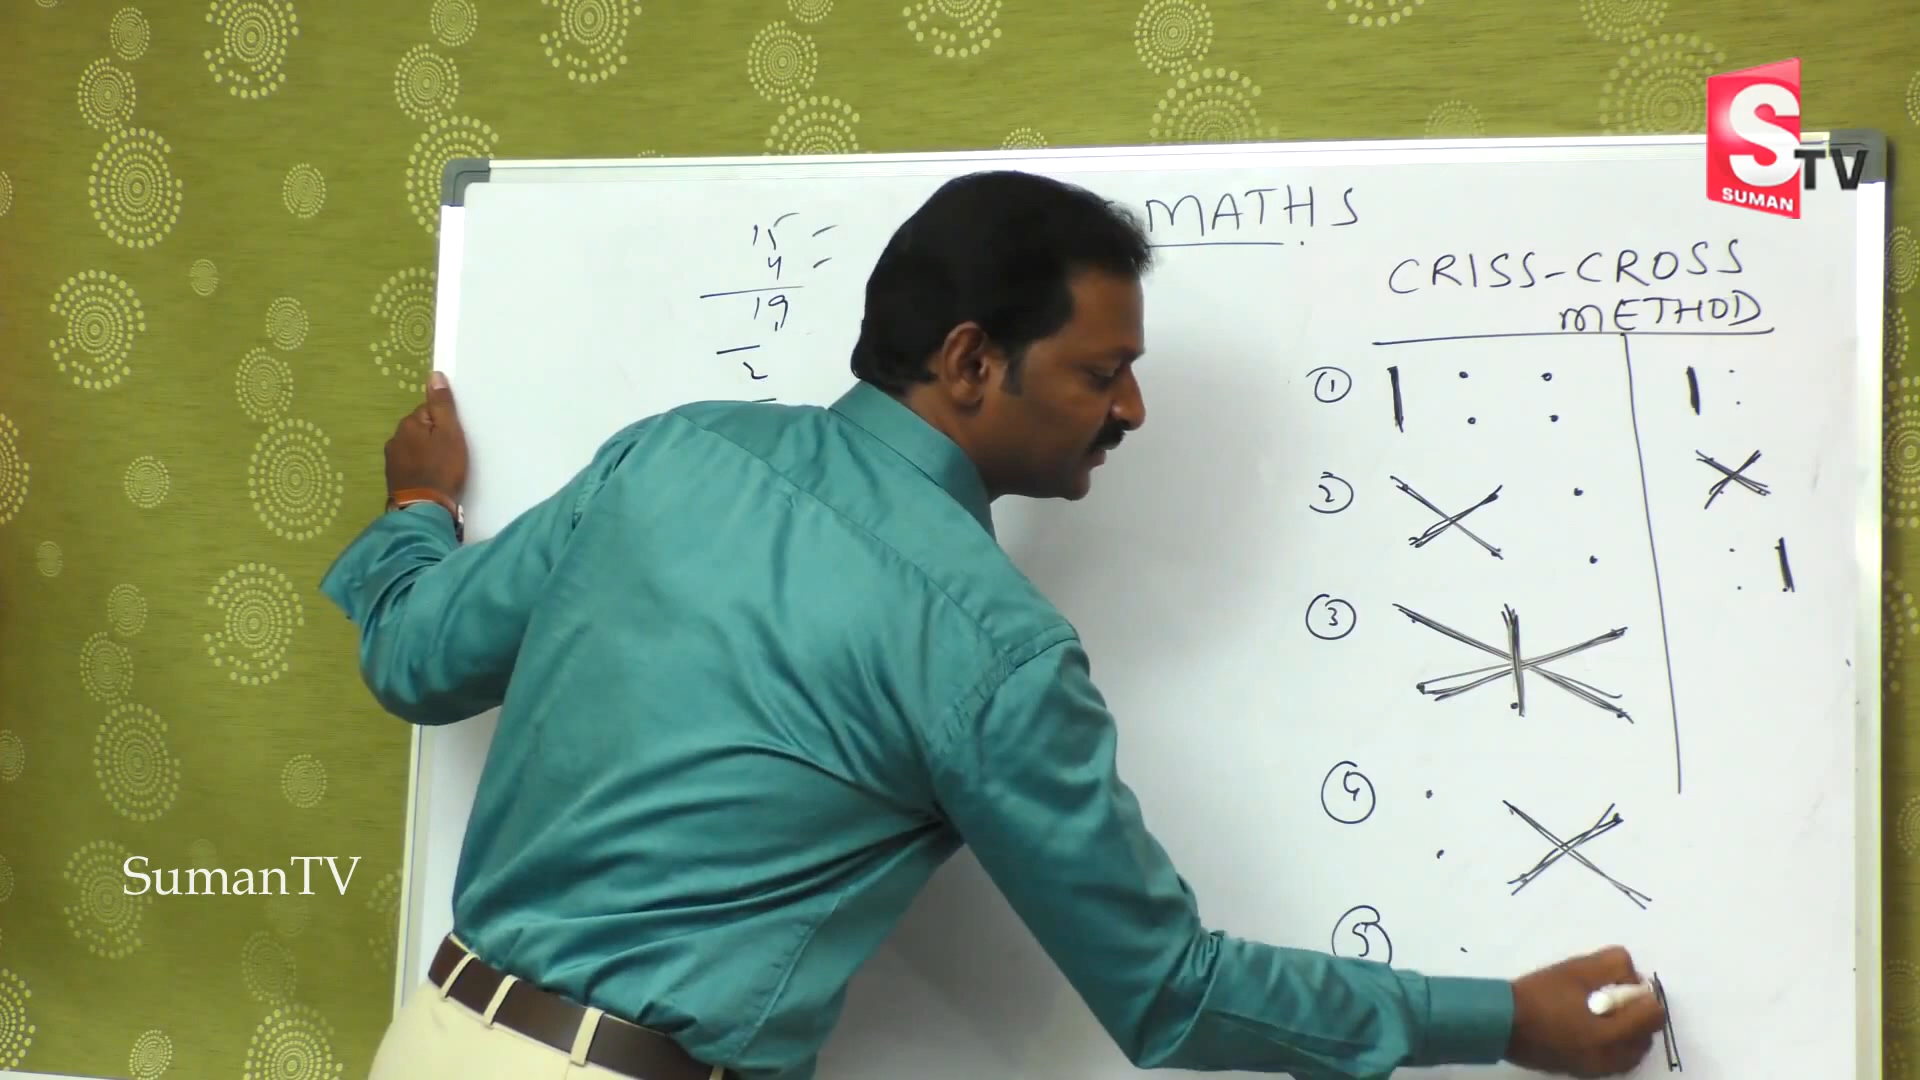 S TV
SUMAN
MATHS
15 -
4 -
19
2
CRISS-CROSS
METHOD
1
2
3
4
5
SumanTV